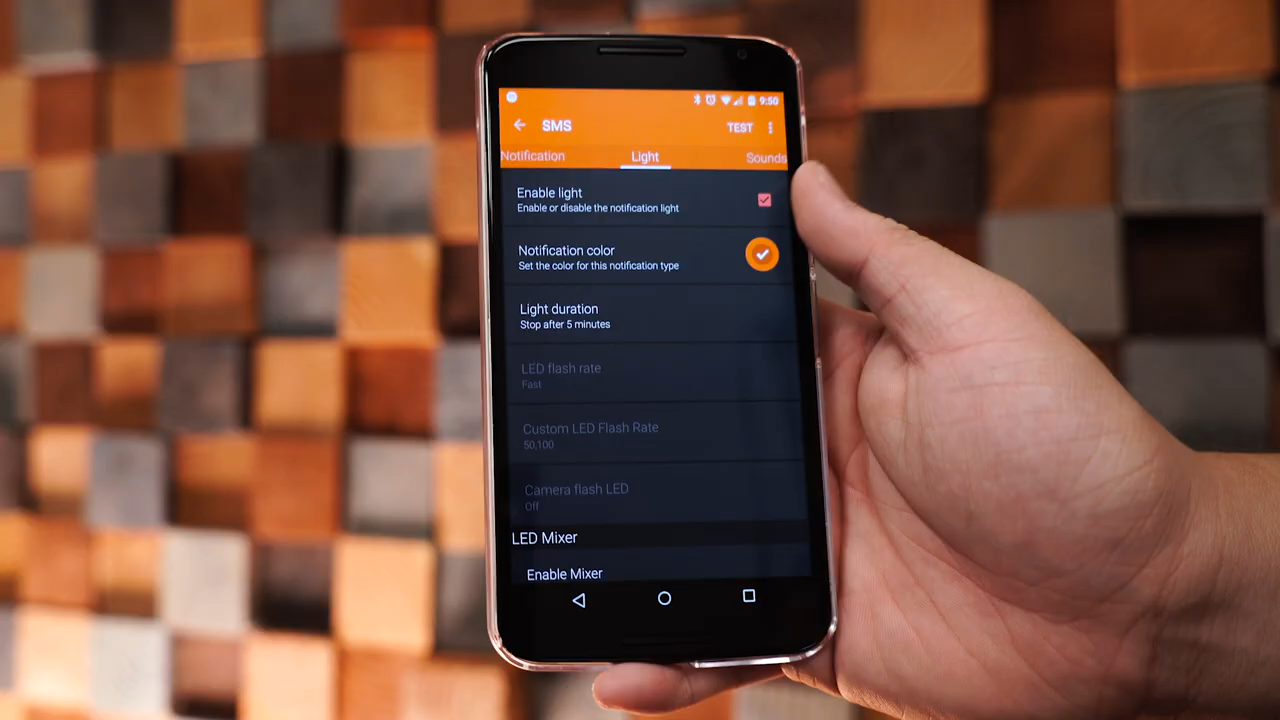 9:50
SMS
TEST
Notification
Light
Sounds
Enable light
Enable or disable the notification light
Notification color
Set the color for this notification type
Light duration
Stop after 5 minutes
LED flash rate
Fast
Custom LED Flash Rate
50,100
Camera flash LED
Off
LED Mixer
Enable Mixer